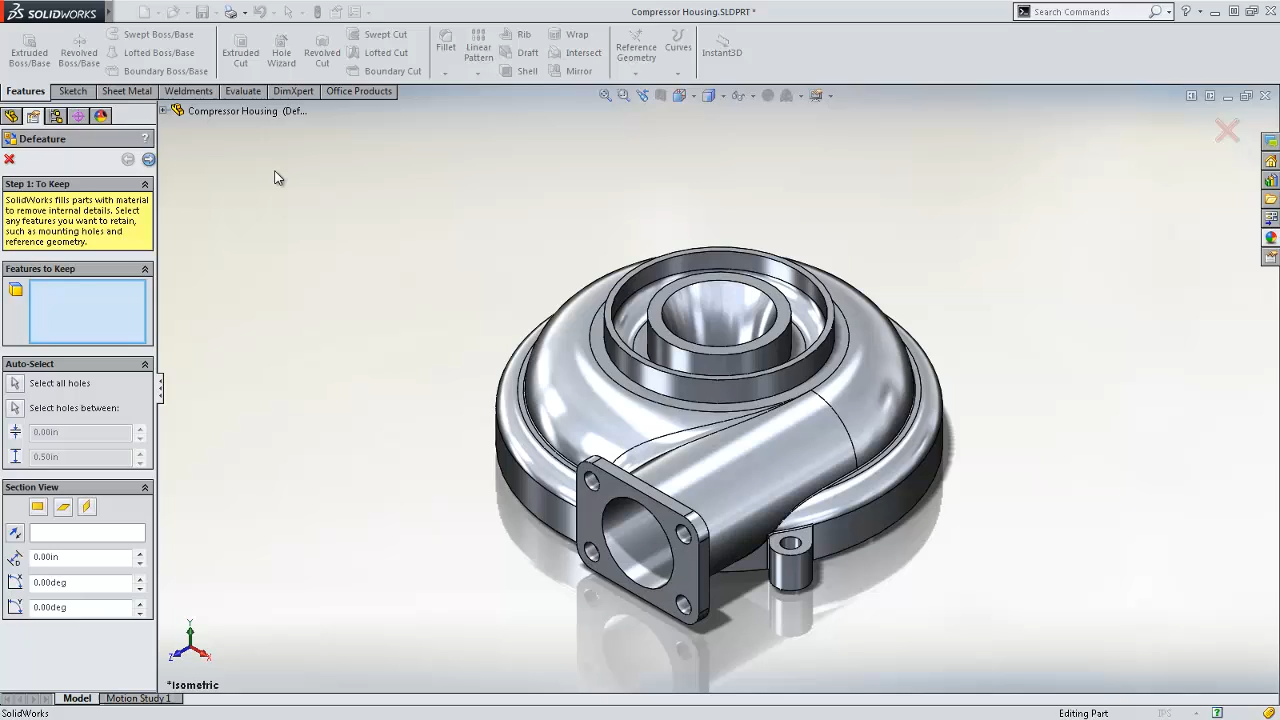 SOLIDWORKS
Compressor Housing.SLDPRT *
Search Commands
Extruded Boss/Base
Revolved Boss/Base
Swept Boss/Base
Lofted Boss/Base
Boundary Boss/Base
Extruded Cut
Hole Wizard
Revolved Cut
Swept Cut
Lofted Cut
Boundary Cut
Fillet
Linear Pattern
Rib
Draft
Shell
Wrap
Intersect
Mirror
Reference Geometry
Curves
Instant3D
Features
Sketch
Sheet Metal
Weldments
Evaluate
DimXpert
Office Products
Compressor Housing (Def...
Defeature
?
Step 1: To Keep
SolidWorks fills parts with material
to remove internal details. Select
any features you want to retain,
such as mounting holes and
reference geometry.
Features to Keep
Auto-Select
Select all holes
Select holes between:
0.00in
0.50in
Section View
0.00in
0.00deg
0.00deg
Y
Z
X
*Isometric
Model
Motion Study 1
SolidWorks
Editing Part
IPS
?